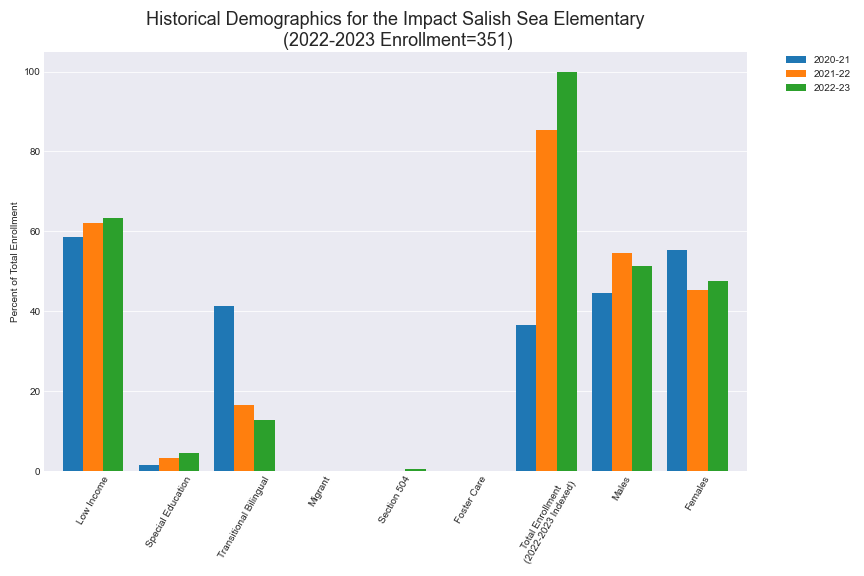 Historical Demographics for the Impact Salish Sea Elementary
(2022-2023 Enrollment=351)
2020-21
2021-22
2022-23
Percent of Total Enrollment
100
80
60
40
20
0
Low Income
Special Education
Transitional Bilingual
Migrant
Section 504
Foster Care
Total Enrollment
(2022-2023 Indexed)
Males
Females